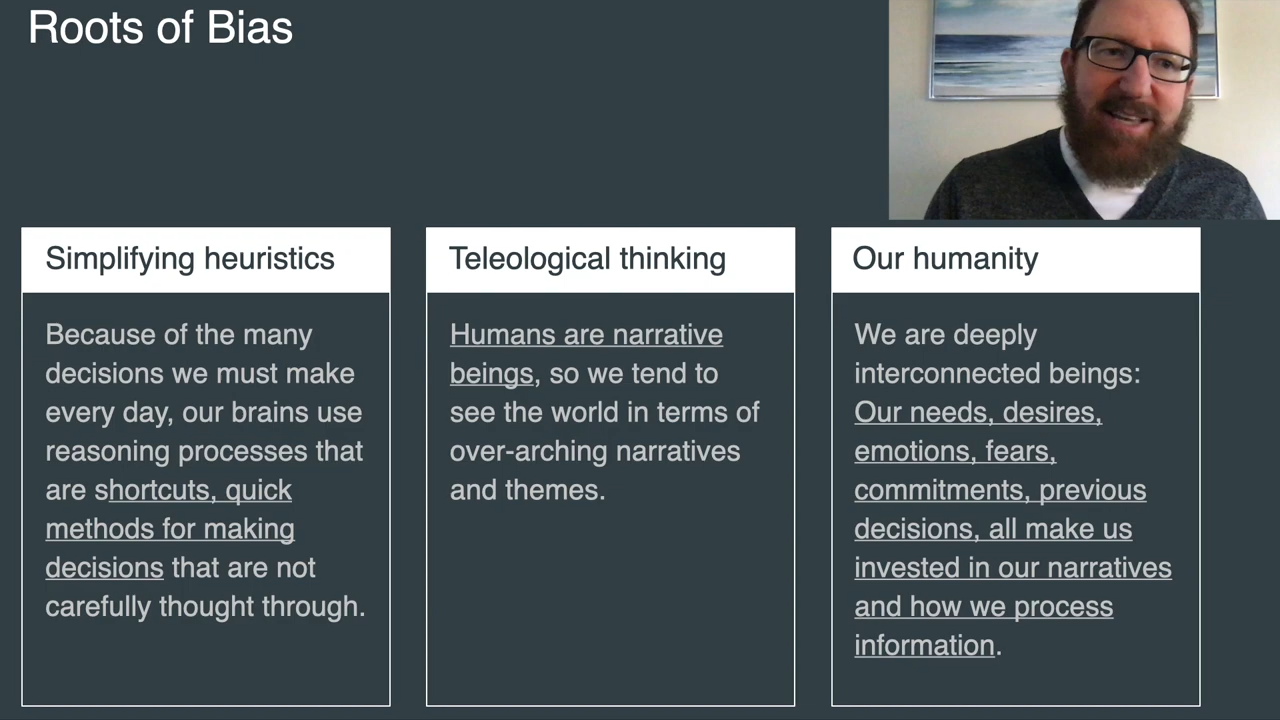 Roots of Bias
Simplifying heuristics
Because of the many
decisions we must make
every day, our brains use
reasoning processes that
are shortcuts, quick
methods for making
decisions that are not
carefully thought through.
Teleological thinking
Humans are narrative
beings, so we tend to
see the world in terms of
over-arching narratives
and themes.
Our humanity
We are deeply
interconnected beings:
Our needs, desires,
emotions, fears,
commitments, previous
decisions, all make us
invested in our narratives
and how we process
information.